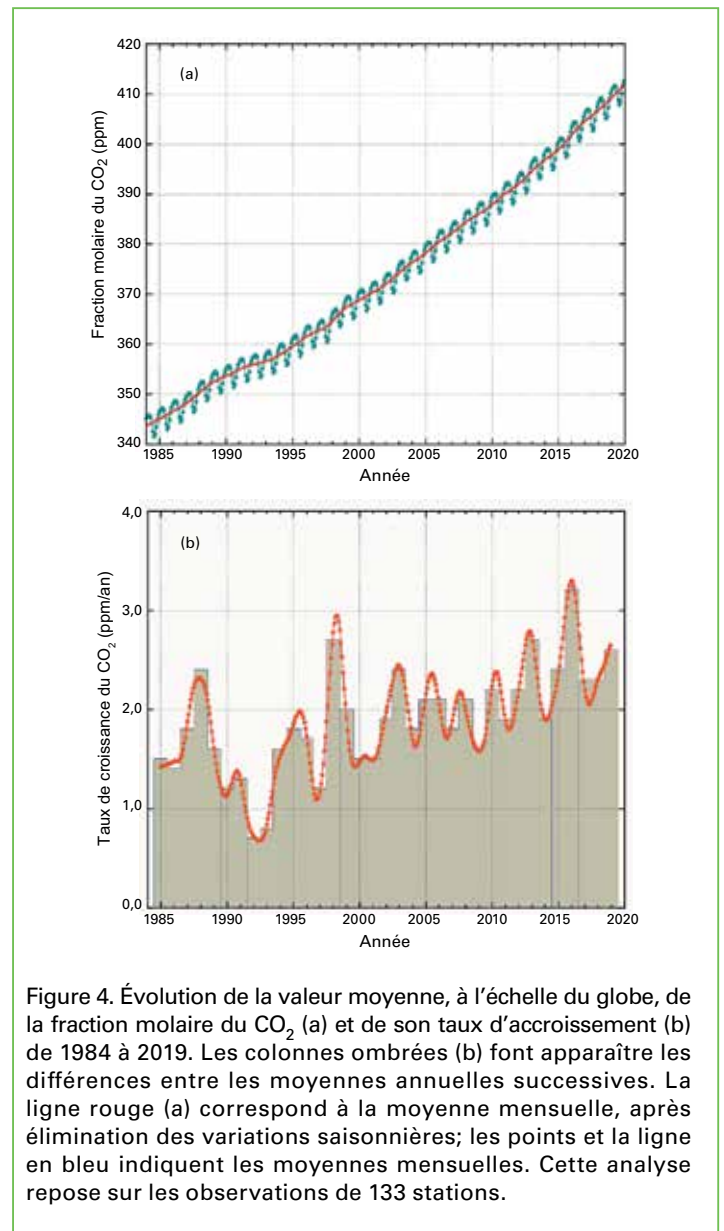 420
(a)
410
400
390
380
370
360
350
340
Fraction molaire du CO2 (ppm)
1985 1990 1995 2000 2005 2010 2015 2020
Année
4,0
(b)
3,0
2,0
1,0
0,0
Taux de croissance du CO2 (ppm/an)
1985 1990 1995 2000 2005 2010 2015 2020
Année
Figure 4. Évolution de la valeur moyenne, à l'échelle du globe, de
la fraction molaire du CO2 (a) et de son taux d'accroissement (b)
de 1984 à 2019. Les colonnes ombrées (b) font apparaître les
différences entre les moyennes annuelles successives. La
ligne rouge (a) correspond à la moyenne mensuelle, après
élimination des variations saisonnières; les points et la ligne
en bleu indiquent les moyennes mensuelles. Cette analyse
repose sur les observations de 133 stations.